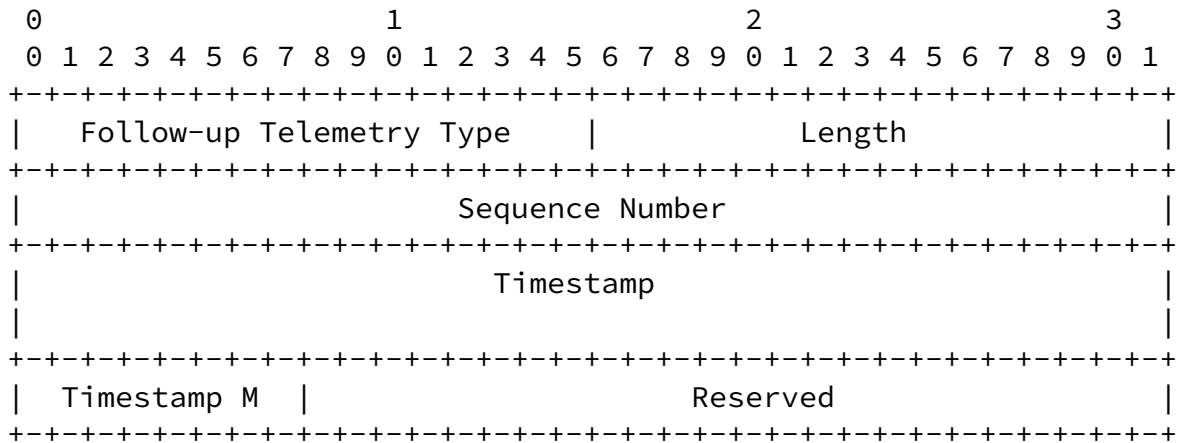 0                   1                   2                   3
 0 1 2 3 4 5 6 7 8 9 0 1 2 3 4 5 6 7 8 9 0 1 2 3 4 5 6 7 8 9 0 1
+-+-+-+-+-+-+-+-+-+-+-+-+-+-+-+-+-+-+-+-+-+-+-+-+-+-+-+-+-+-+-+-+
|   Follow-up Telemetry Type    |           Length              |
+-+-+-+-+-+-+-+-+-+-+-+-+-+-+-+-+-+-+-+-+-+-+-+-+-+-+-+-+-+-+-+-+
|                        Sequence Number                        |
+-+-+-+-+-+-+-+-+-+-+-+-+-+-+-+-+-+-+-+-+-+-+-+-+-+-+-+-+-+-+-+-+
|                          Timestamp                            |
|                                                               |
+-+-+-+-+-+-+-+-+-+-+-+-+-+-+-+-+-+-+-+-+-+-+-+-+-+-+-+-+-+-+-+-+
|  Timestamp M  |                     Reserved                  |
+-+-+-+-+-+-+-+-+-+-+-+-+-+-+-+-+-+-+-+-+-+-+-+-+-+-+-+-+-+-+-+-+